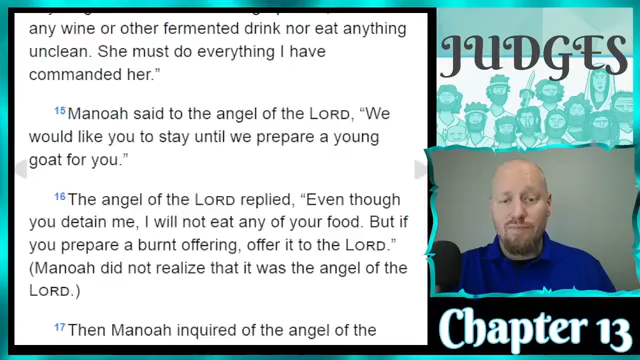 any wine or other fermented drink nor eat anything
unclean. She must do everything I have
commanded her.”
15 Manoah said to the angel of the LORD, “We
would like you to stay until we prepare a young
goat for you.”
16 The angel of the LORD replied, “Even though
you detain me, I will not eat any of your food. But if
you prepare a burnt offering, offer it to the LORD.”
(Manoah did not realize that it was the angel of the
LORD.)
17 Then Manoah inquired of the angel of the
JUDGES
Chapter 13